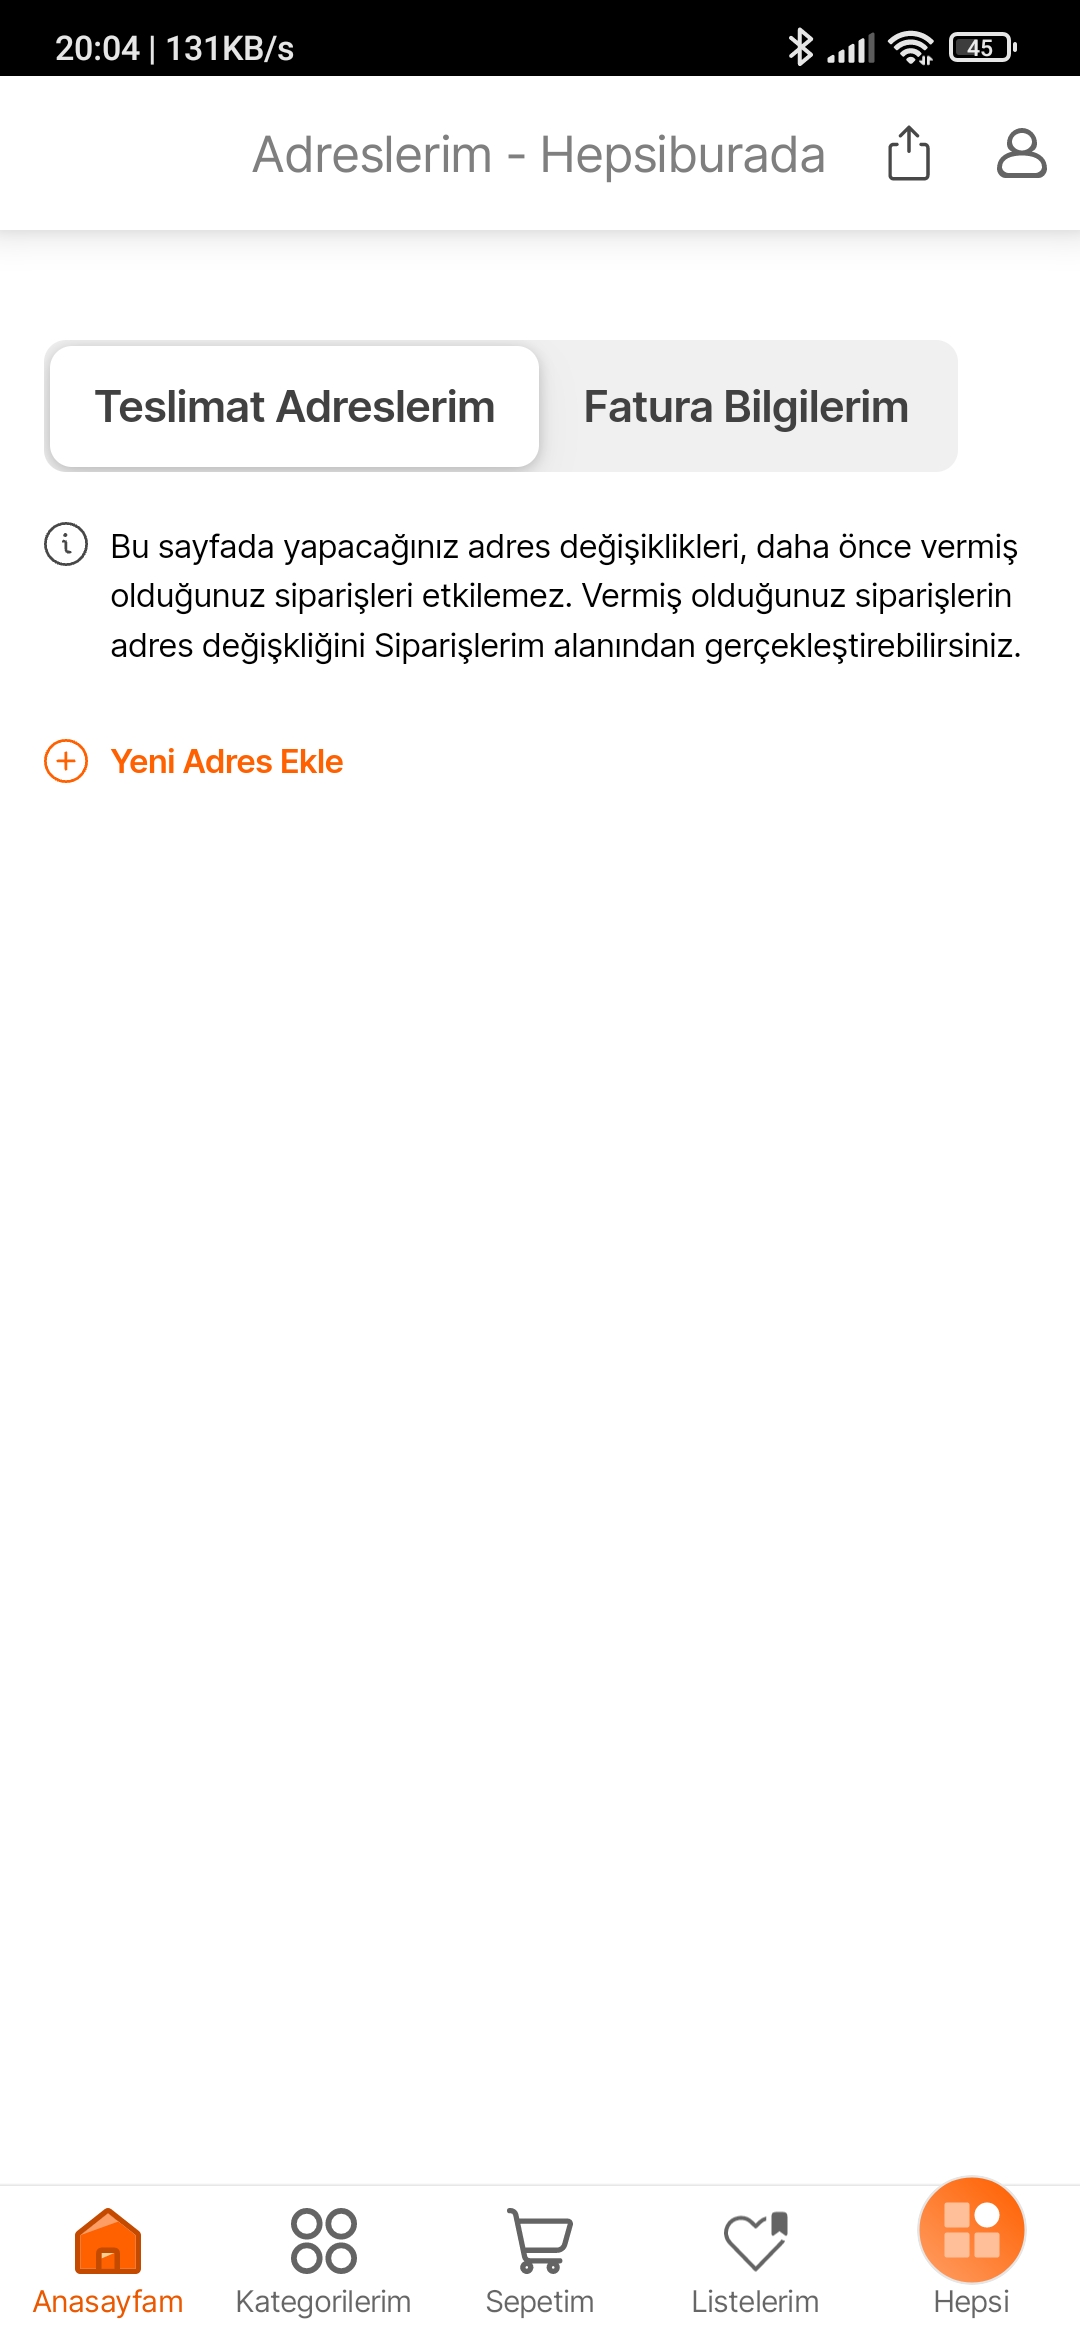 20:04 | 131KB/s
45
Adreslerim - Hepsiburada
Teslimat Adreslerim
Fatura Bilgilerim
Bu sayfada yapacağınız adres değişiklikleri, daha önce vermiş
olduğunuz siparişleri etkilemez. Vermiş olduğunuz siparişlerin
adres değişkliğini Siparişlerim alanından gerçekleştirebilirsiniz.
Yeni Adres Ekle
Anasayfam
Kategorilerim
Sepetim
Listelerim
Hepsi